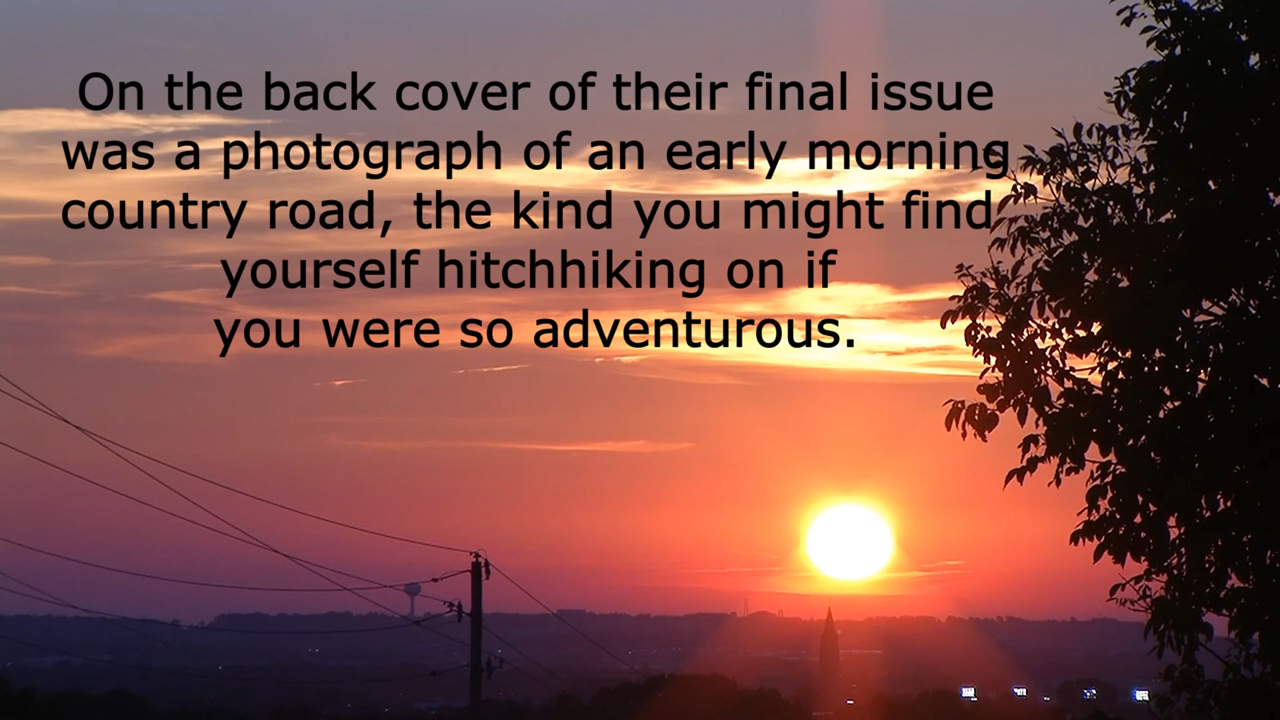 On the back cover of their final issue
was a photograph of an early morning
country road, the kind you might find
yourself hitchhiking on if
you were so adventurous.